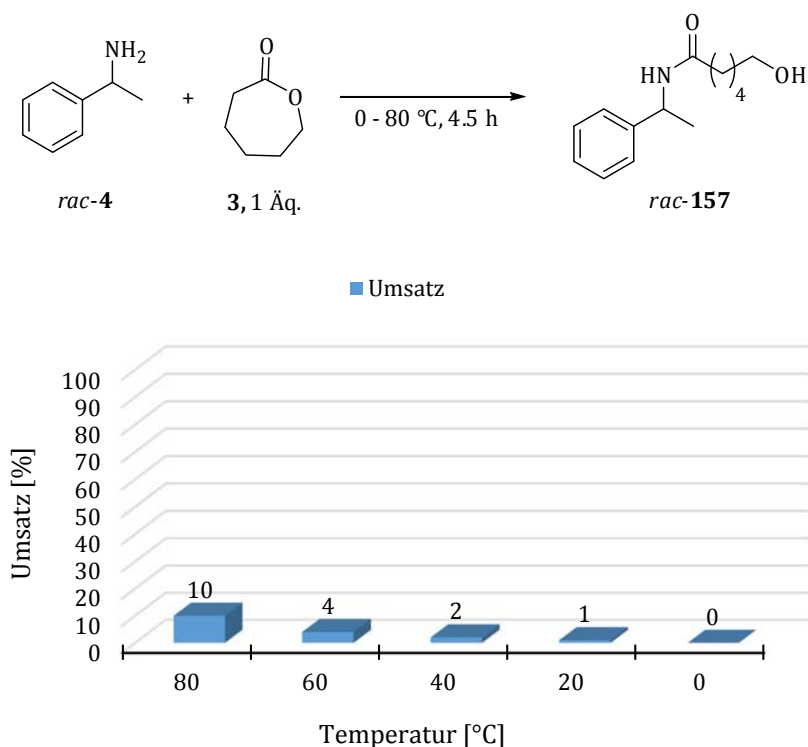 NH2
O
O
HN
O
( )4
OH
+
0 - 80 °C, 4.5 h
rac-4
3, 1 Äq.
rac-157
Umsatz
Umsatz [%]
100
90
80
70
60
50
40
30
20
10
0
10
4
2
1
0
80
60
40
20
0
Temperatur [°C]